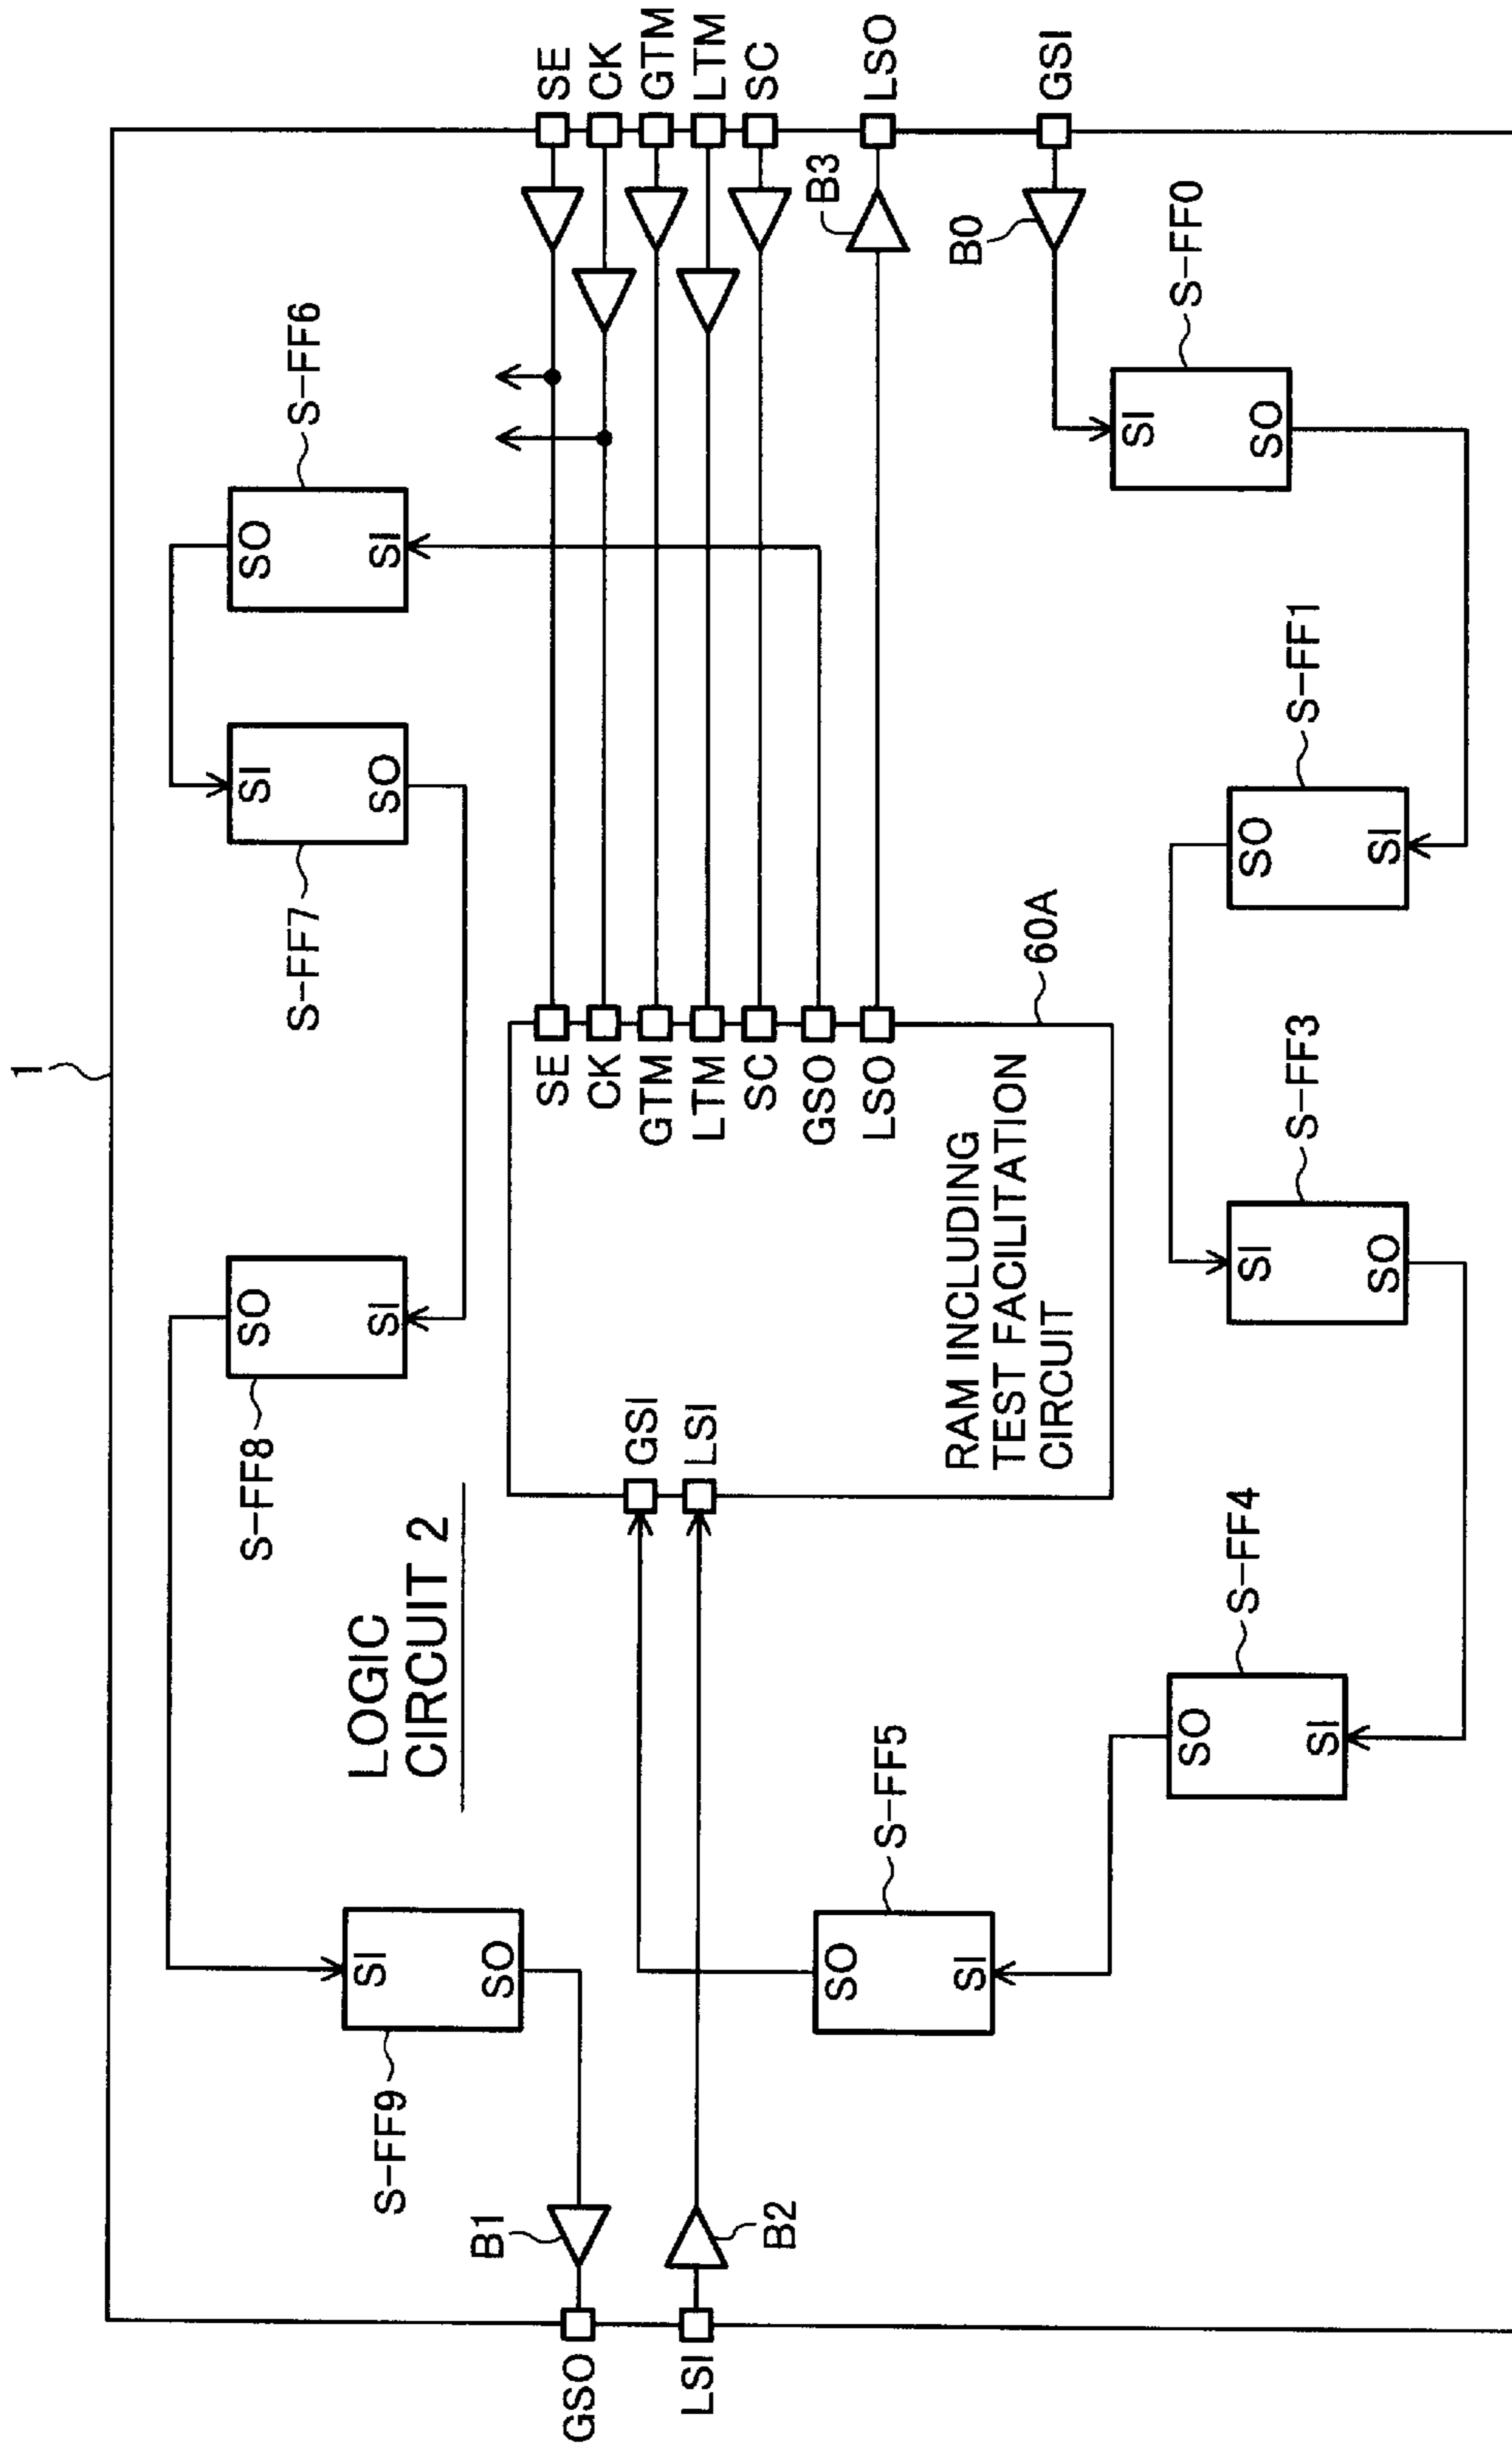 1
SE
CK
GTM
LTM
SC
LSO
GSI
B3
B0
S-FF6
SO
SI
S-FF7
SI
SO
S-FF8
SO
SI
S-FF9
SI
SO
LOGIC
CIRCUIT 2
B1
GSO
LSI
B2
GSI
LSI
SE
CK
GTM
LTM
SC
GSO
LSO
RAM INCLUDING
TEST FACILITATION
CIRCUIT
60A
S-FF5
SO
SI
S-FF4
SO
SI
S-FF3
SI
SO
S-FF1
SO
SI
S-FF0
SI
SO